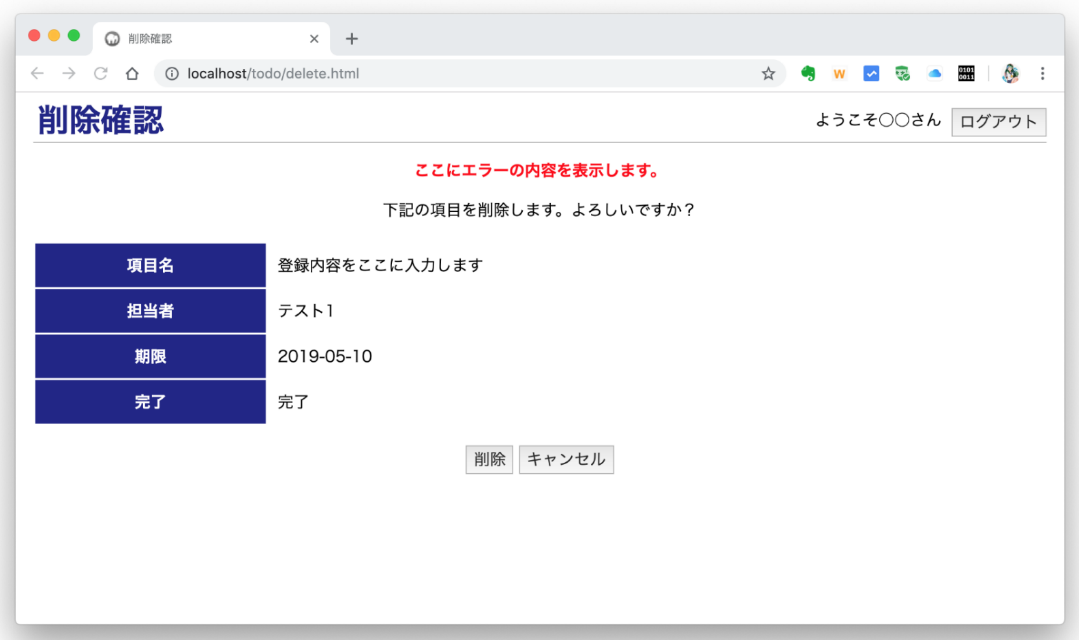 削除確認
localhost/todo/delete.html
W
0101
0011
削除確認
ようこそ〇〇さん ログアウト
ここにエラーの内容を表示します。
下記の項目を削除します。よろしいですか？
項目名 登録内容をここに入力します
担当者 テスト1
期限 2019-05-10
完了 完了
削除 キャンセル